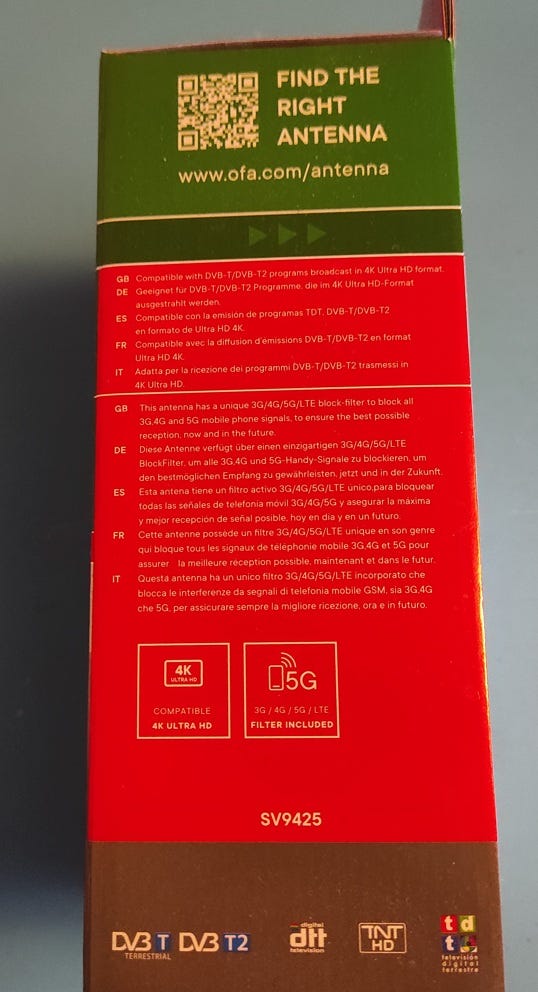 FIND THE
RIGHT
ANTENNA
www.ofa.com/antenna
GB Compatible with DVB-T/DVB-T2 programs broadcast in 4K Ultra HD format.
DE Geeignet für DVB-T/DVB-T2 Programme, die im 4K Ultra HD-Format
ausgestrahlt werden.
ES Compatible con la emisión de programas TDT, DVB-T/DVB-T2
en formato de Ultra HD 4K.
FR Compatible avec la diffusion d'émissions DVB-T/DVB-T2 en format
Ultra HD 4K.
IT Adatta per la ricezione dei programmi DVB-T/DVB-T2 trasmessi in
4K Ultra HD.
GB This antenna has a unique 3G/4G/5G/LTE block-filter to block all
3G,4G and 5G mobile phone signals, to ensure the best possible
reception, now and in the future.
DE Diese Antenne verfügt über einen einzigartigen 3G/4G/5G/LTE
BlockFilter, um alle 3G,4G und 5G-Handy-Signale zu blockieren, um
den bestmöglichen Empfang zu gewährleisten, jetzt und in der Zukunft.
ES Esta antena tiene un filtro activo 3G/4G/5G/LTE único,para bloquear
todas las señales de telefonia móvil 3G/4G/5G y asegurar la máxima
y mejor recepción de señal posible, hoy en día y en un futuro.
FR Cette antenne possède un filtre 3G/4G/5G/LTE unique en son genre
qui bloque tous les signaux de téléphonie mobile 3G,4G et 5G pour
assurer la meilleure réception possible, maintenant et dans le futur.
IT Questa antenna ha un unico filtro 3G/4G/5G/LTE incorporato che
blocca le interferenze da segnali di telefonia mobile GSM, sia 3G,4G
che 5G, per assicurare sempre la migliore ricezione, ora e in futuro.
4K
ULTRA HD
COMPATIBLE
4K ULTRA HD
5G
3G / 4G / 5G / LTE
FILTER INCLUDED
SV9425
DVB T
TERRESTRIAL
DVB T2
digital
dtt
television
TNT
HD
td
t
televisión
digital
terrestre